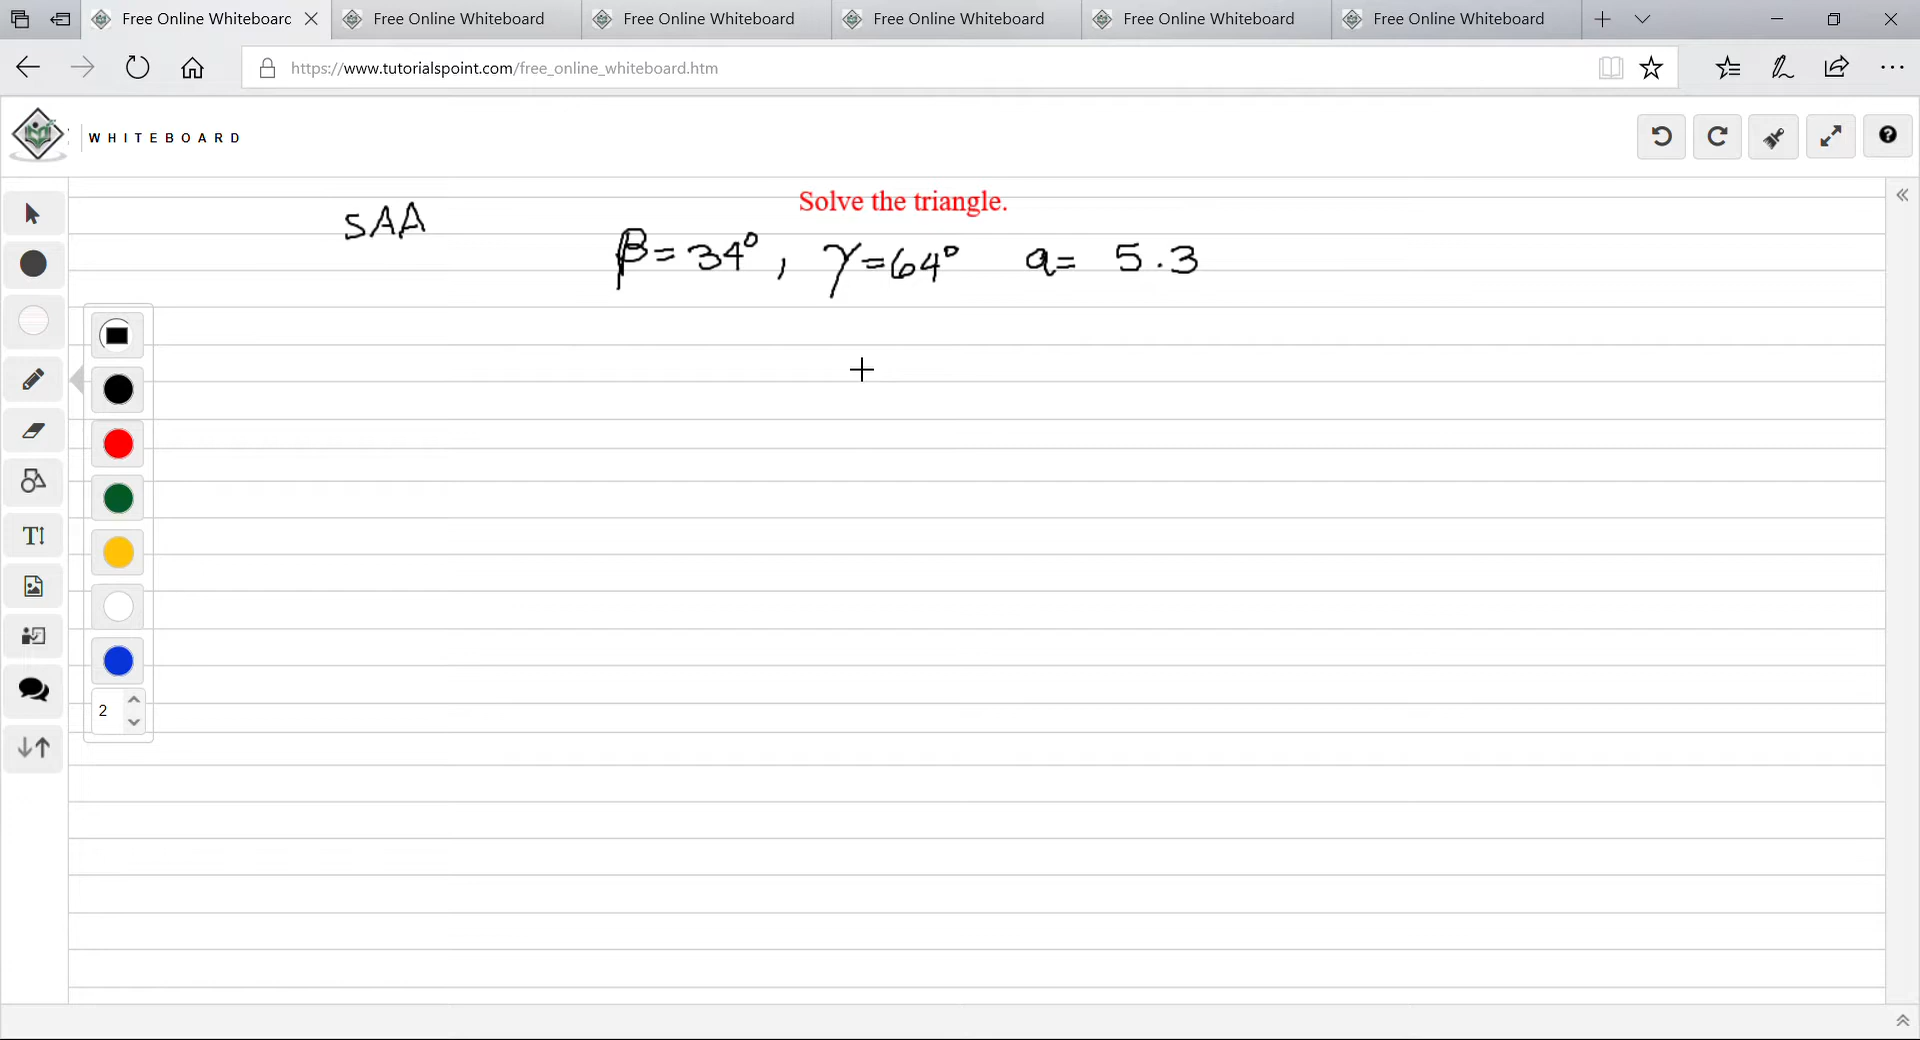 Free Online Whiteboarc
Free Online Whiteboard
Free Online Whiteboard
Free Online Whiteboard
Free Online Whiteboard
Free Online Whiteboard
https://www.tutorialspoint.com/free_online_whiteboard.htm
WHITEBOARD
Solve the triangle.
SAA
β=34°, γ=64° a= 5.3
T
2